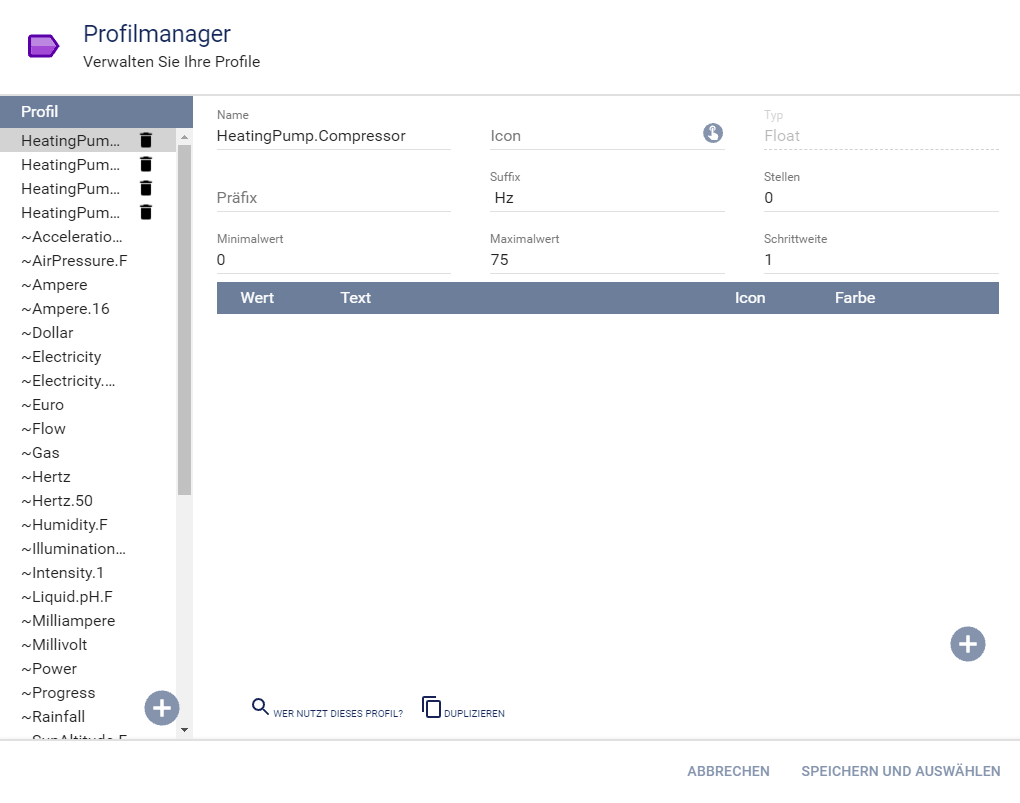 Profilmanager
Verwalten Sie Ihre Profile
Profil
HeatingPum...
HeatingPum...
HeatingPum...
HeatingPum...
~Acceleratio...
~AirPressure.F
~Ampere
~Ampere.16
~Dollar
~Electricity
~Electricity....
~Euro
~Flow
~Gas
~Hertz
~Hertz.50
~Humidity.F
~Illumination...
~Intensity.1
~Liquid.pH.F
~Milliampere
~Millivolt
~Power
~Progress
~Rainfall
~SunAltitude.F
Name
HeatingPump.Compressor
Icon
Typ
Float
Präfix
Suffix
Hz
Stellen
0
Minimalwert
0
Maximalwert
75
Schrittweite
1
Wert Text Icon Farbe
WER NUTZT DIESES PROFIL? DUPLIZIEREN
ABBRECHEN SPEICHERN UND AUSWÄHLEN